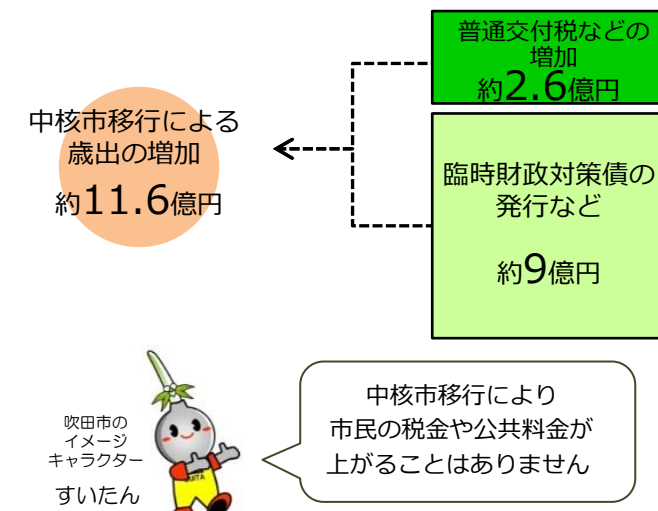 中核市移行による
歳出の増加
約11.6億円
普通交付税などの
増加
約2.6億円
臨時財政対策債の
発行など
約9億円
吹田市の
イメージ
キャラクター
すいたん
SUITA
中核市移行により
市民の税金や公共料金が
上がることはありません